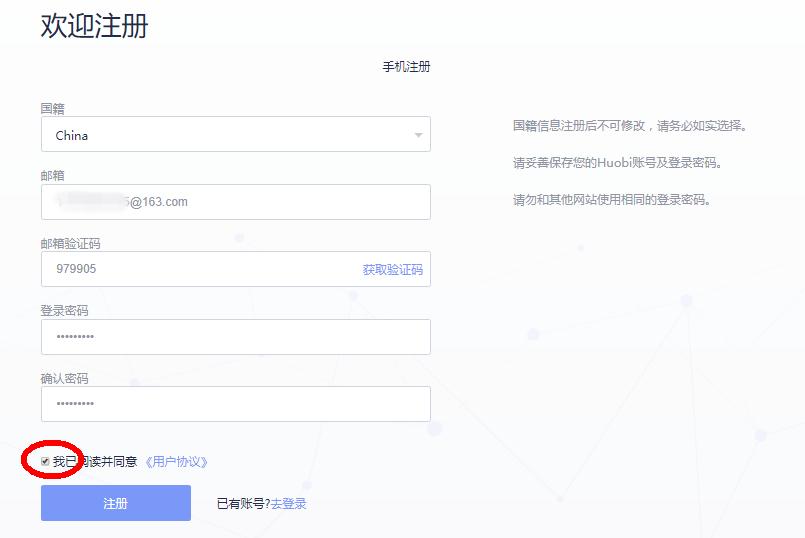 欢迎注册
手机注册
国籍
China
国籍信息注册后不可修改，请务必如实选择。
请妥善保存您的Huobi账号及登录密码。
邮箱
5@163.com
请勿和其他网站使用相同的登录密码。
邮箱验证码
979905 获取验证码
登录密码
•••••••••
确认密码
•••••••••
我已阅读并同意 《用户协议》
注册 已有账号?去登录